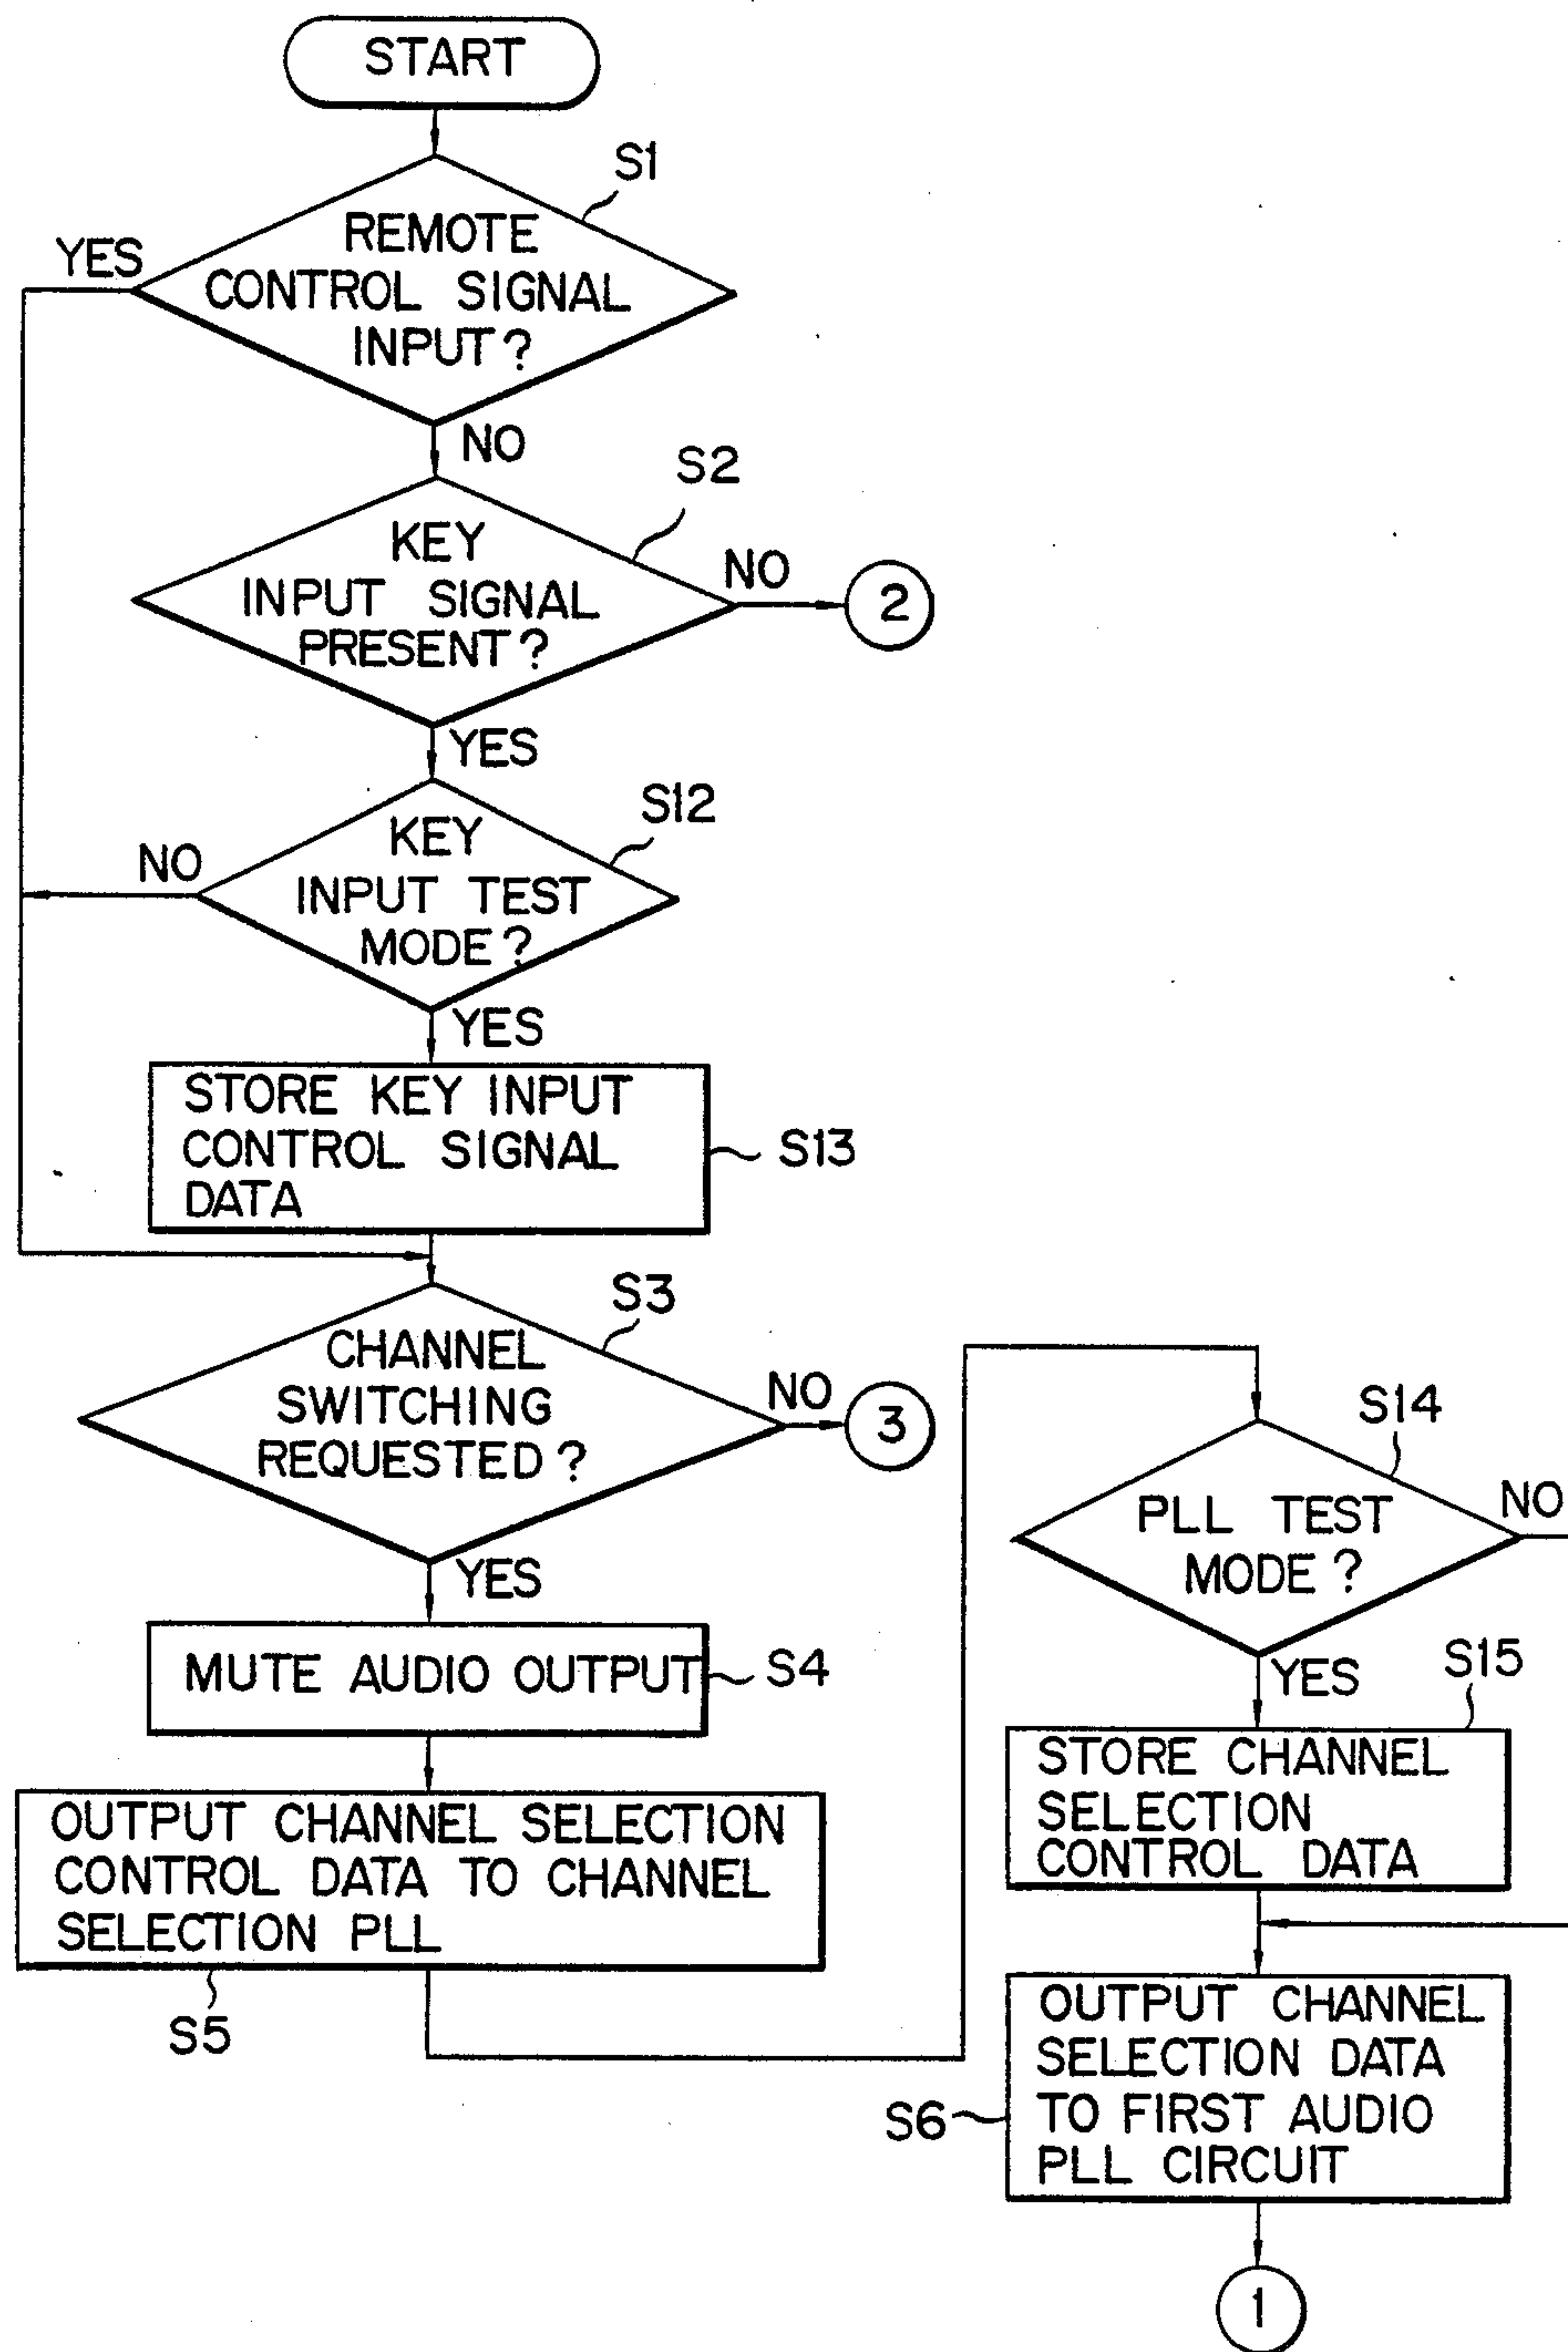 START
S1
REMOTE
CONTROL SIGNAL
INPUT?
YES
NO
S2
KEY
INPUT SIGNAL
PRESENT?
NO
2
YES
S12
KEY
INPUT TEST
MODE?
NO
YES
STORE KEY INPUT
CONTROL SIGNAL
DATA
S13
S3
CHANNEL
SWITCHING
REQUESTED?
NO
3
YES
MUTE AUDIO OUTPUT
S4
OUTPUT CHANNEL SELECTION
CONTROL DATA TO CHANNEL
SELECTION PLL
S5
S14
PLL TEST
MODE?
NO
YES
S15
STORE CHANNEL
SELECTION
CONTROL DATA
OUTPUT CHANNEL
SELECTION DATA
TO FIRST AUDIO
PLL CIRCUIT
S6
1